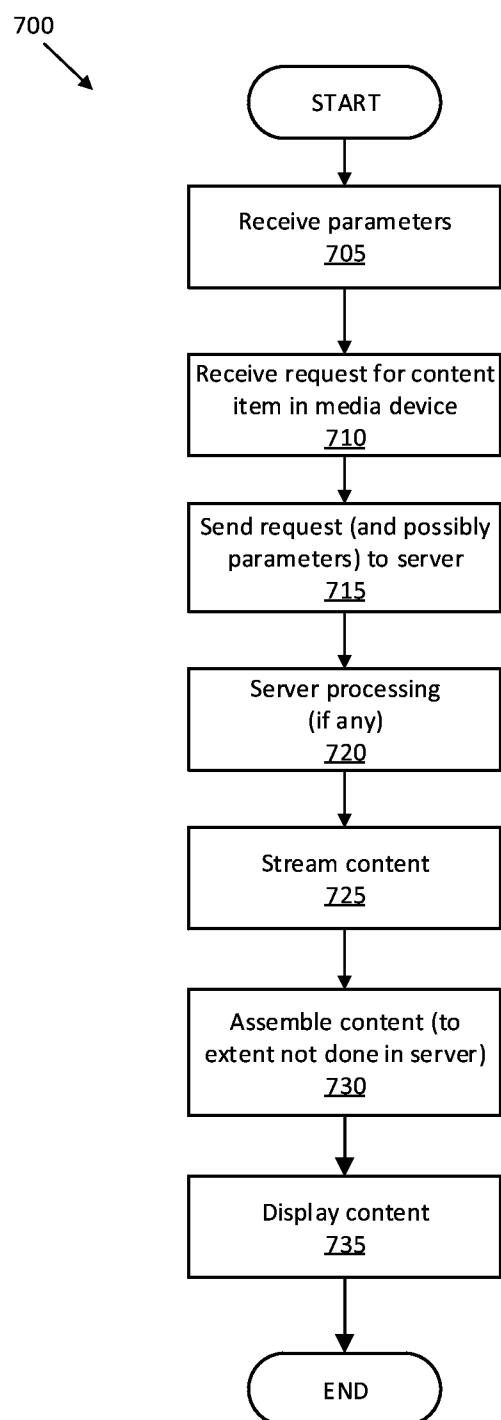 700
START
Receive parameters
705
Receive request for content
item in media device
710
Send request (and possibly
parameters) to server
715
Server processing
(if any)
720
Stream content
725
Assemble content (to
extent not done in server)
730
Display content
735
END